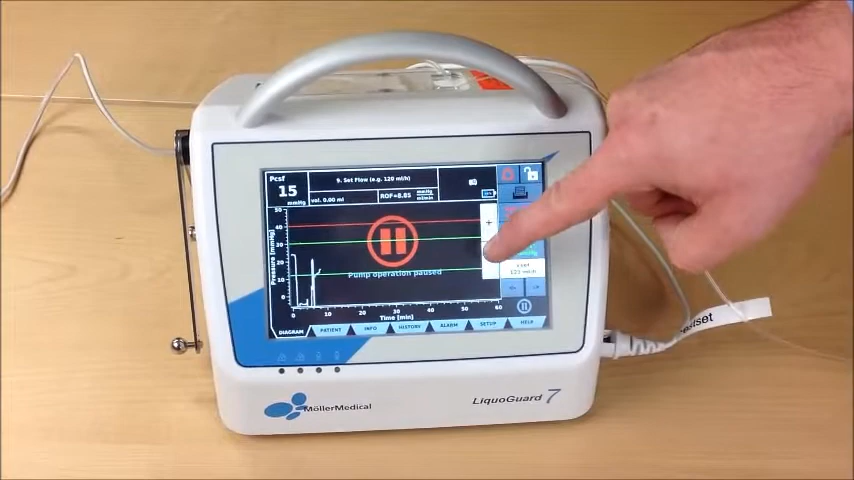 Pcsf
15
mmHg
9. Set Flow (e.g. 120 ml/h)
vol. 0.00 ml
ROF=8.85
mmHg
ml/min
Pressure [mmHg]
50
40
30
20
10
0
Pump operation paused
+
0
10
20
30
40
50
60
Time [min]
DIAGRAM
PATIENT
INFO
HISTORY
ALARM
SETUP
HELP
MöllerMedical
LiquoGuard 7
estset